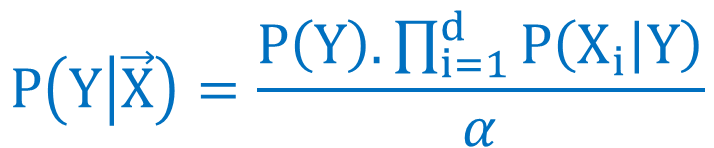 P(Y|X⃗) = P(Y). ∏ᵢ₌₁ᵈ P(Xᵢ|Y) / α